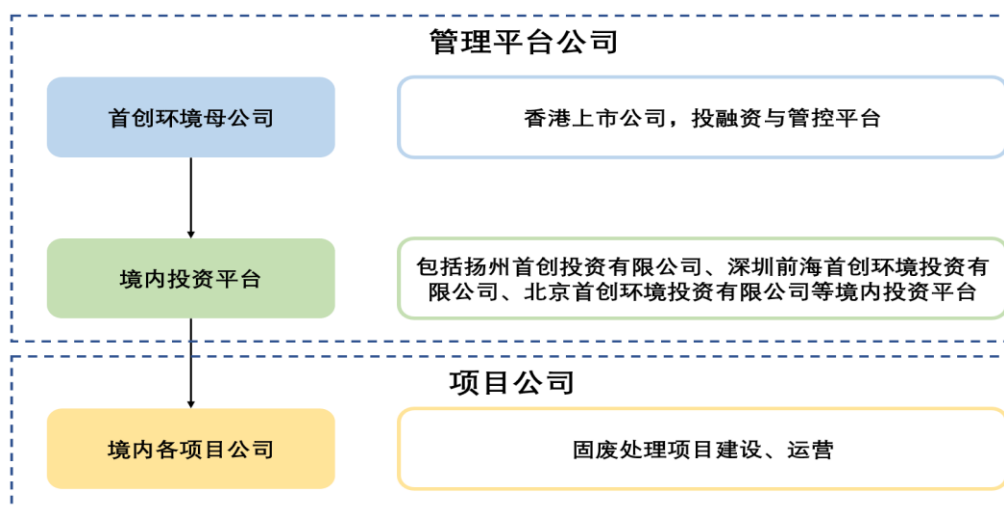 管理平台公司
首创环境母公司
香港上市公司，投融资与管控平台
境内投资平台
包括扬州首创投资有限公司、深圳前海首创环境投资有
限公司、北京首创环境投资有限公司等境内投资平台
项目公司
境内各项目公司
固废处理项目建设、运营